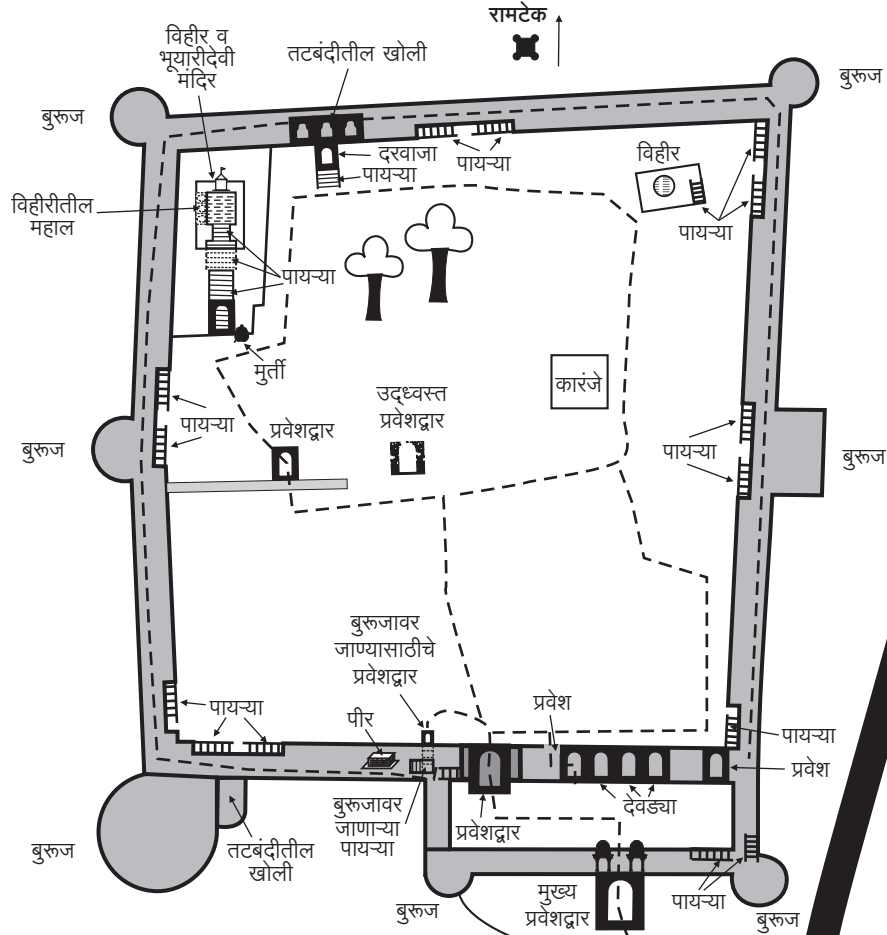 रामटेक
विहीर व
भूयारीदेवी
मंदिर
तटबंदीतील खोली
बुरूज
बुरूज
दरवाजा
पायऱ्या
पायऱ्या
विहीर
विहीरीतील
महाल
पायऱ्या
पायऱ्या
मुर्ती
कारंजे
उद्ध्वस्त
प्रवेशद्वार
पायऱ्या
प्रवेशद्वार
बुरूज
पायऱ्या
बुरूज
बुरूजावर
जाण्यासाठीचे
प्रवेशद्वार
पायऱ्या
पीर
प्रवेश
पायऱ्या
प्रवेश
देवड्या
बुरूजावर
जाणाऱ्या
पायऱ्या
प्रवेशद्वार
बुरूज
तटबंदीतील
खोली
मुख्य
प्रवेशद्वार
पायऱ्या
बुरूज
बुरूज